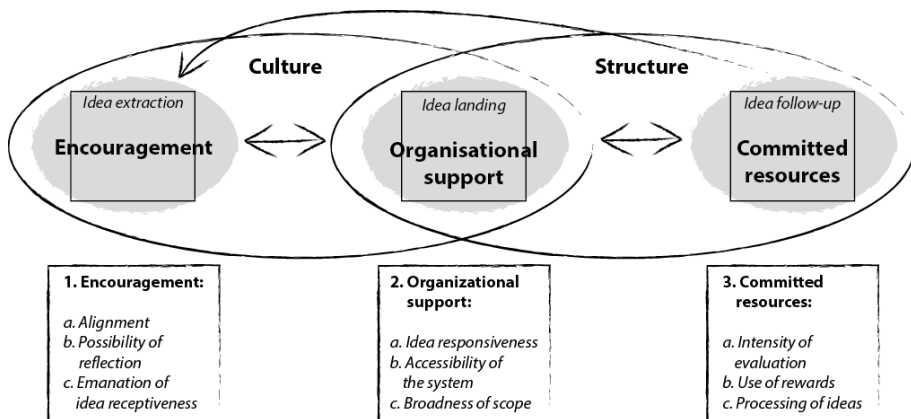 Culture
Structure
Idea extraction
Encouragement
Idea landing
Organisational
support
Idea follow-up
Committed
resources
1. Encouragement:
a. Alignment
b. Possibility of
reflection
c. Emanation of
idea receptiveness
2. Organizational
support:
a. Idea responsiveness
b. Accessibility of
the system
c. Broadness of scope
3. Committed
resources:
a. Intensity of
evaluation
b. Use of rewards
c. Processing of ideas